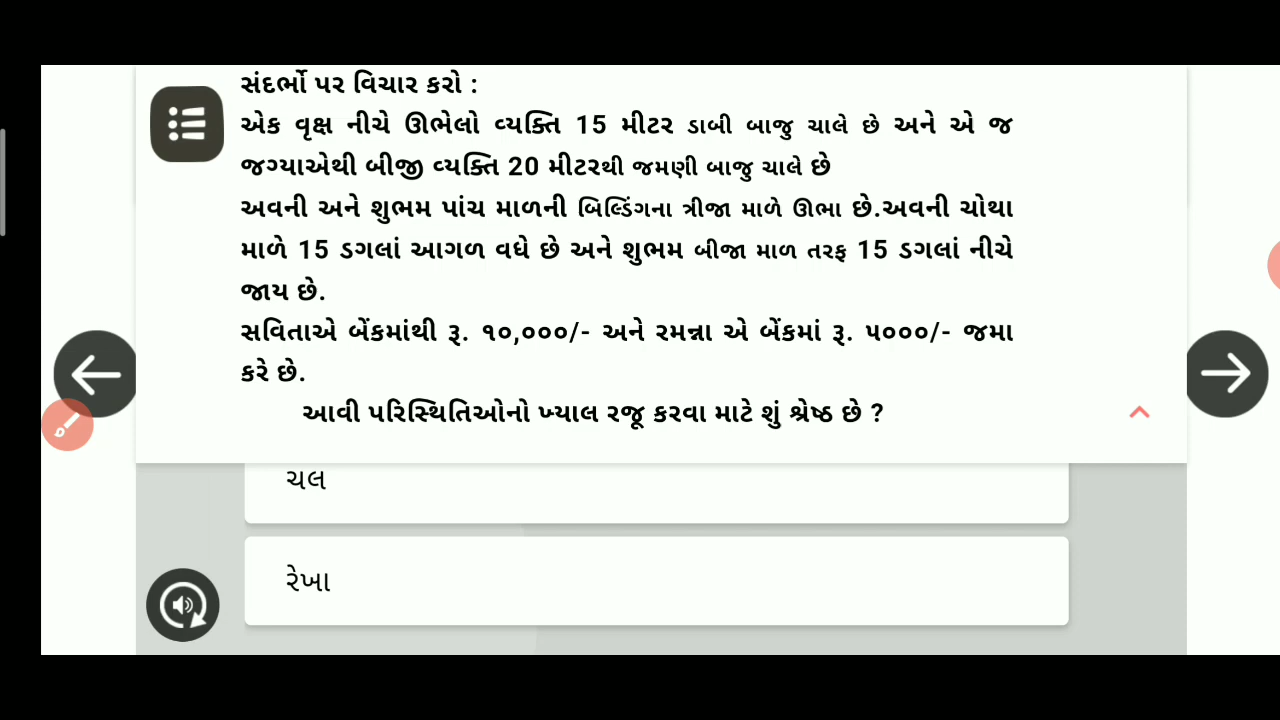 સંદર્ભો પર વિચાર કરો :
એક વૃક્ષ નીચે ઊભેલો વ્યક્તિ 15 મીટર ડાબી બાજુ ચાલે છે અને એ જ
જગ્યાએથી બીજી વ્યક્તિ 20 મીટરથી જમણી બાજુ ચાલે છે
અવની અને શુભમ પાંચ માળની બિલ્ડિંગના ત્રીજા માળે ઊભા છે.અવની ચોથા
માળે 15 ડગલાં આગળ વધે છે અને શુભમ બીજા માળ તરફ 15 ડગલાં નીચે
જાય છે.
સવિતાએ બેંકમાંથી રૂ. ૧૦,૦૦૦/- અને રમન્ના એ બેંકમાં રૂ. ૫૦૦૦/- જમા
કરે છે.
આવી પરિસ્થિતિઓનો ખ્યાલ રજૂ કરવા માટે શું શ્રેષ્ઠ છે ?
ચલ
રેખા